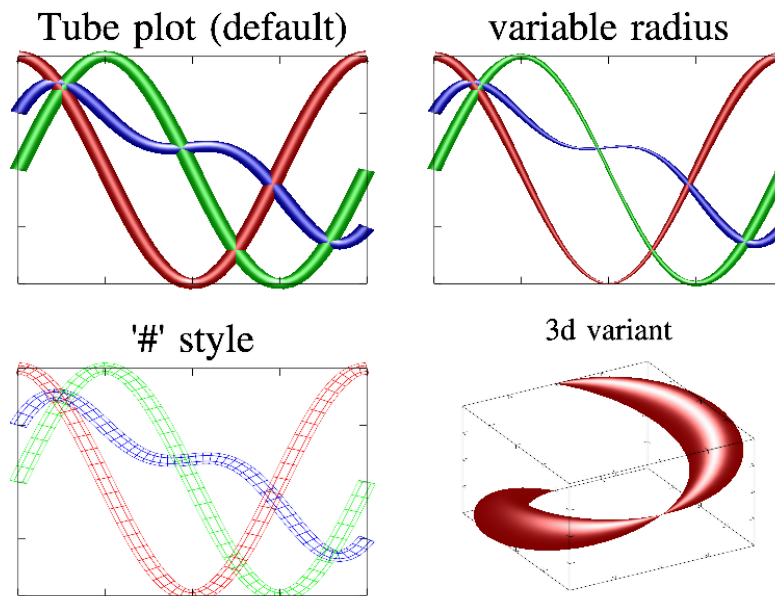 Tube plot (default)
variable radius
'#' style
3d variant